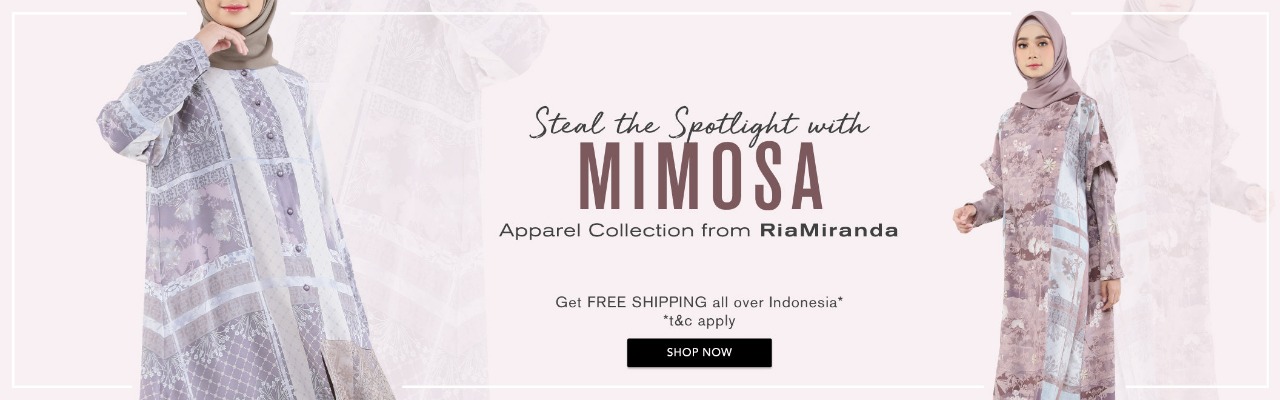 Steal the Spotlight with
MIMOSA
Apparel Collection from RiaMiranda
Get FREE SHIPPING all over Indonesia*
*t&c apply
SHOP NOW